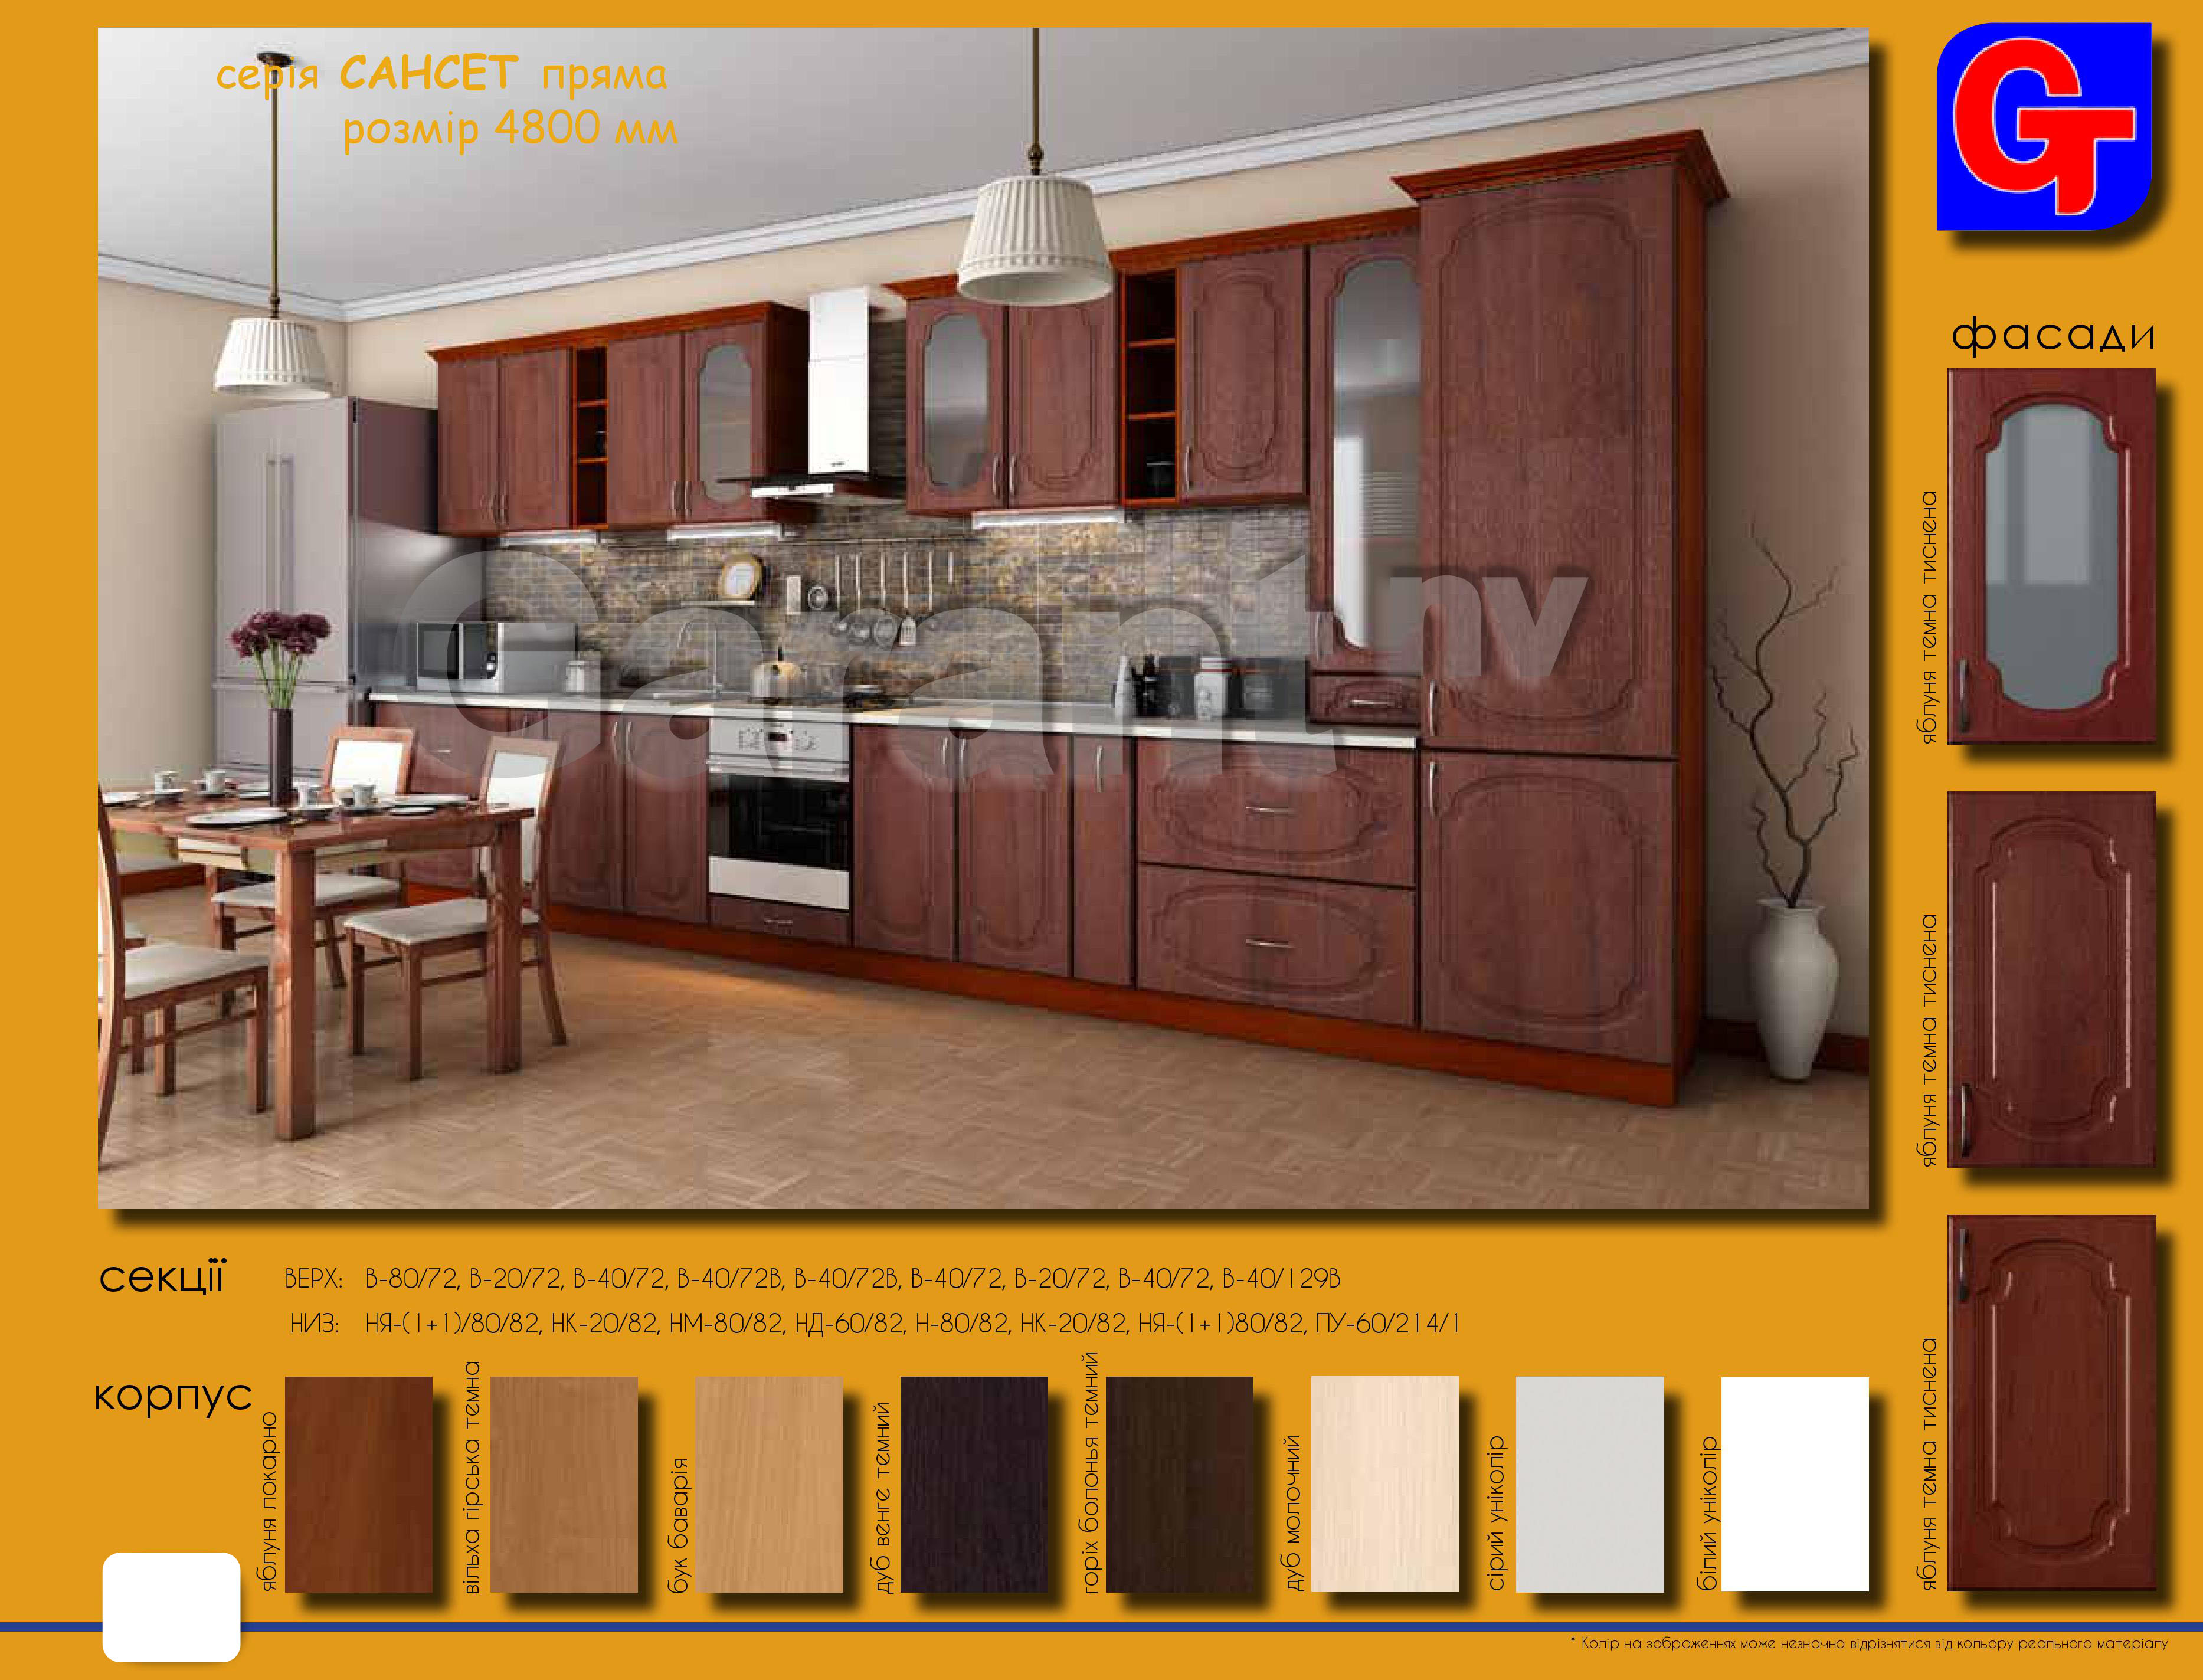 серія САНСЕТ пряма
розмір 4800 мм
GT
фасади
яблуня темна тиснена
яблуня темна тиснена
яблуня темна тиснена
Garant nv
секції
ВЕРХ: В-80/72, В-20/72, В-40/72, В-40/72В, В-40/72В, В-40/72, В-20/72, В-40/72, В-40/129В
НИЗ: НЯ-(1+1)/80/82, НК-20/82, НМ-80/82, НД-60/82, Н-80/82, НК-20/82, НЯ-(1+1)80/82, ПУ-60/214/1
корпус
яблуня локарно
вільха гірська темна
бук баварія
дуб венге темний
горіх болонья темний
дуб молочний
сірий уніколір
білий уніколір
* Колір на зображеннях може незначно відрізнятися від кольору реального матеріалу